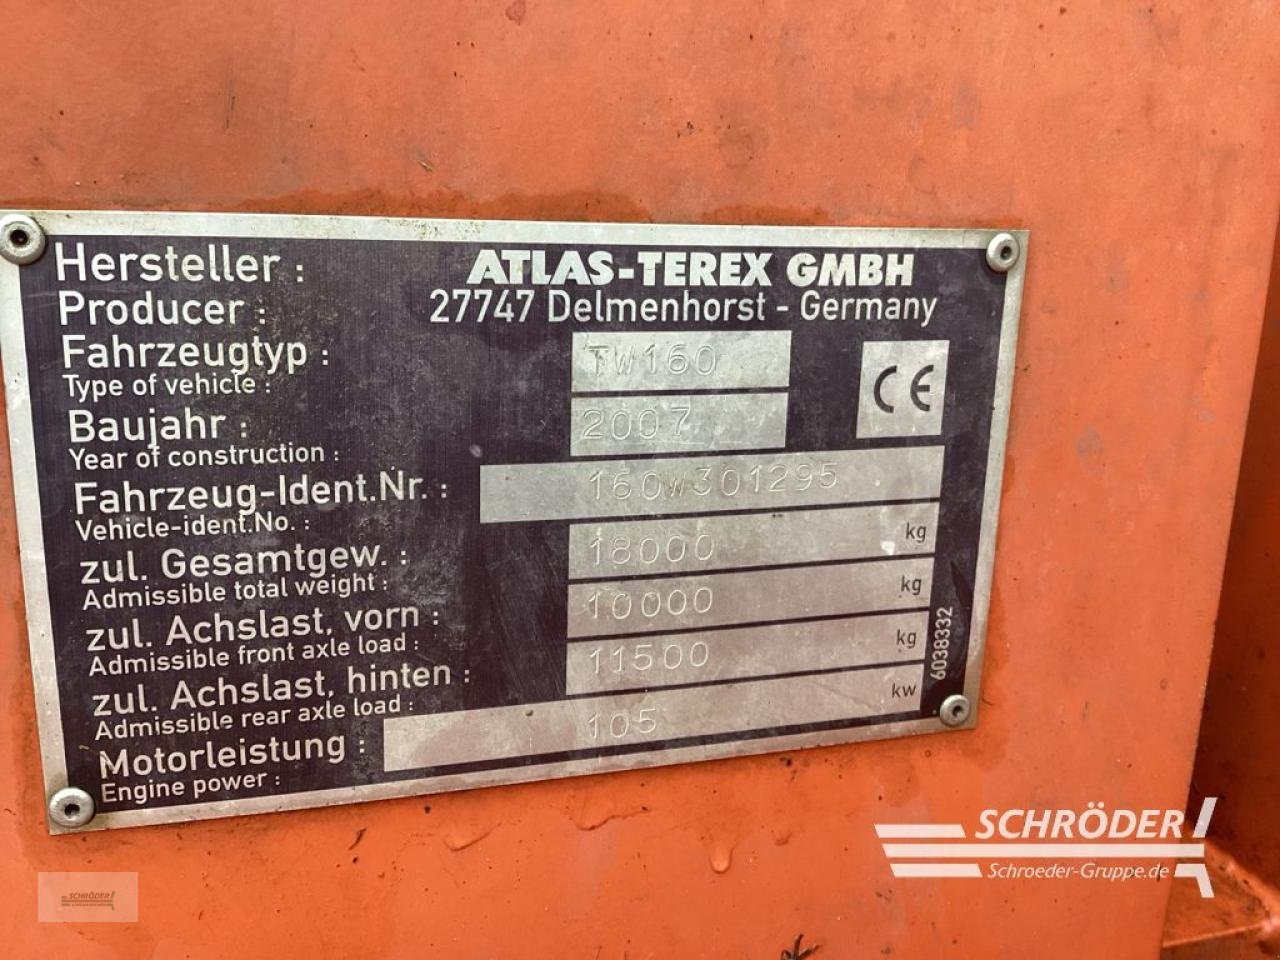 Hersteller : ATLAS-TEREX GMBH
Producer : 27747 Delmenhorst - Germany
Fahrzeugtyp : TW160
Type of vehicle :
CE
Baujahr : 2007
Year of construction :
Fahrzeug-Ident.Nr. : 160W301295
Vehicle-ident.No. :
zul. Gesamtgew. : 18000 kg
Admissible total weight :
zul. Achslast, vorn : 10000 kg
Admissible front axle load :
zul. Achslast, hinten : 11500 kg
Admissible rear axle load :
Motorleistung : 105 kw
Engine power :
6038332
SCHRÖDER
Schroeder-Gruppe.de
SCHRÖDER